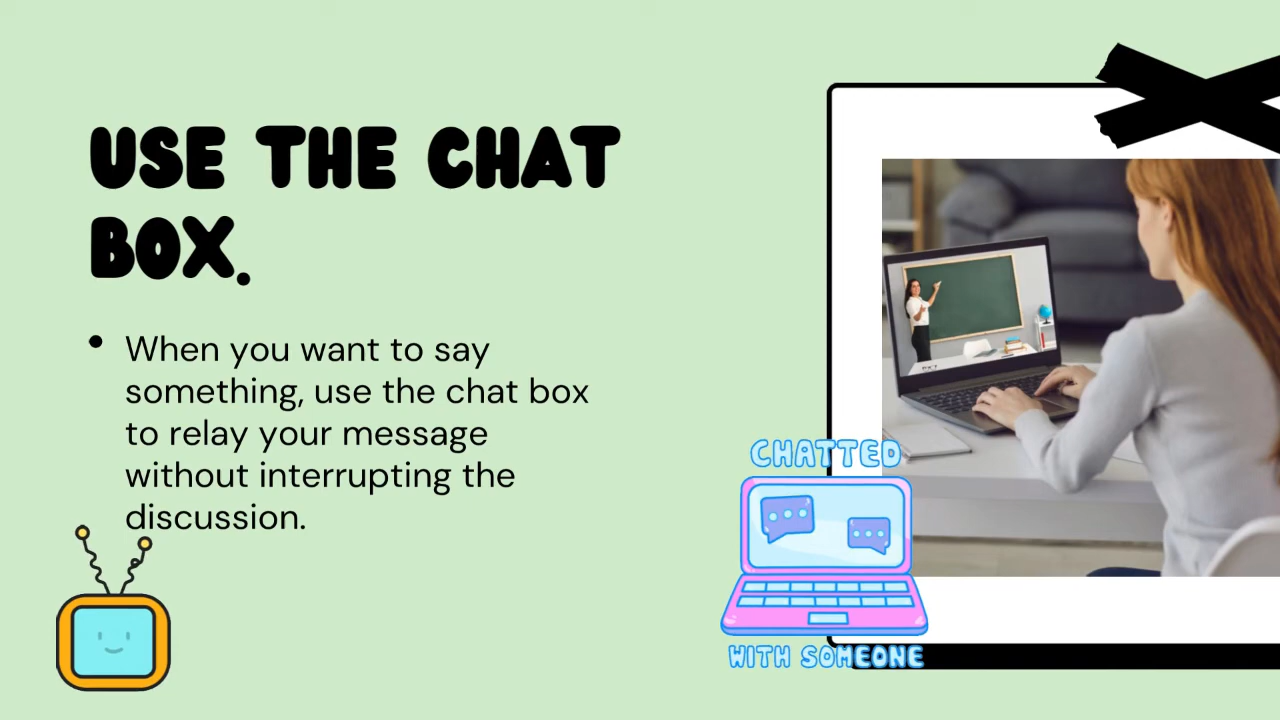 USE THE CHAT
BOX.
• When you want to say
something, use the chat box
to relay your message
without interrupting the
discussion.
CHATTED
WITH SOMEONE